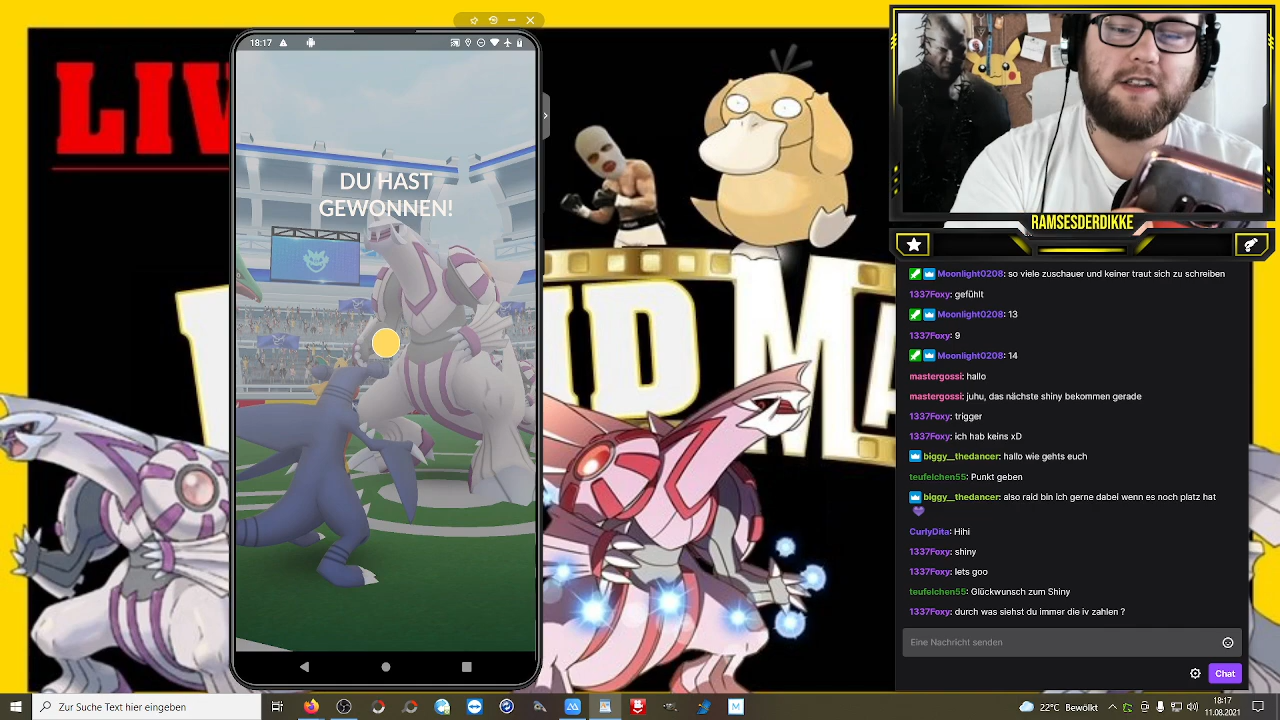 18:17
LIV
DU HAST
GEWONNEN!
RAMSESDERDIKKE
Moonlight0208: so viele zuschauer und keiner traut sich zu schreiben
1337Foxy: gefühlt
Moonlight0208: 13
1337Foxy: 9
Moonlight0208: 14
mastergossi: hallo
mastergossi: juhu, das nächste shiny bekommen gerade
1337Foxy: trigger
1337Foxy: ich hab keins xD
biggy__thedancer: hallo wie gehts euch
teufelchen55: Punkt geben
biggy__thedancer: also raid bin ich gerne dabei wenn es noch platz hat
CurlyDita: Hihi
1337Foxy: shiny
1337Foxy: lets goo
teufelchen55: Glückwunsch zum Shiny
1337Foxy: durch was siehst du immer die iv zahlen ?
Eine Nachricht senden
Chat
Zur Suche Text hier eingeben
18:17
11.08.2021